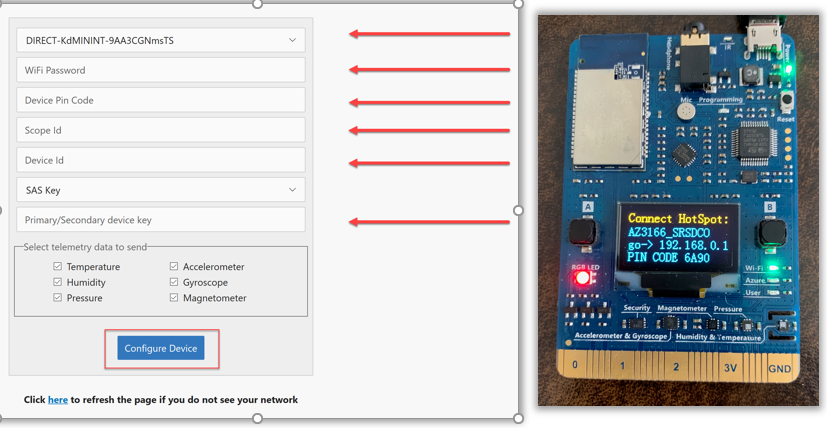 DIRECT-KdMININT-9AA3CGNmsTS
WiFi Password
Device Pin Code
Scope Id
Device Id
SAS Key
Primary/Secondary device key
Select telemetry data to send
Temperature
Accelerometer
Humidity
Gyroscope
Pressure
Magnetometer
Configure Device
Click here to refresh the page if you do not see your network
Headphone
IR
Power
Mic
Programming
Reset
A
B
Connect HotSpot:
AZ3166_SRSDCO
go-> 192.168.0.1
PIN CODE 6A90
RGB LED
Wi-Fi
Azure
User
Security
Magnetometer
Pressure
Accelerometer & Gyroscope
Humidity & Temperature
0
1
2
3V
GND